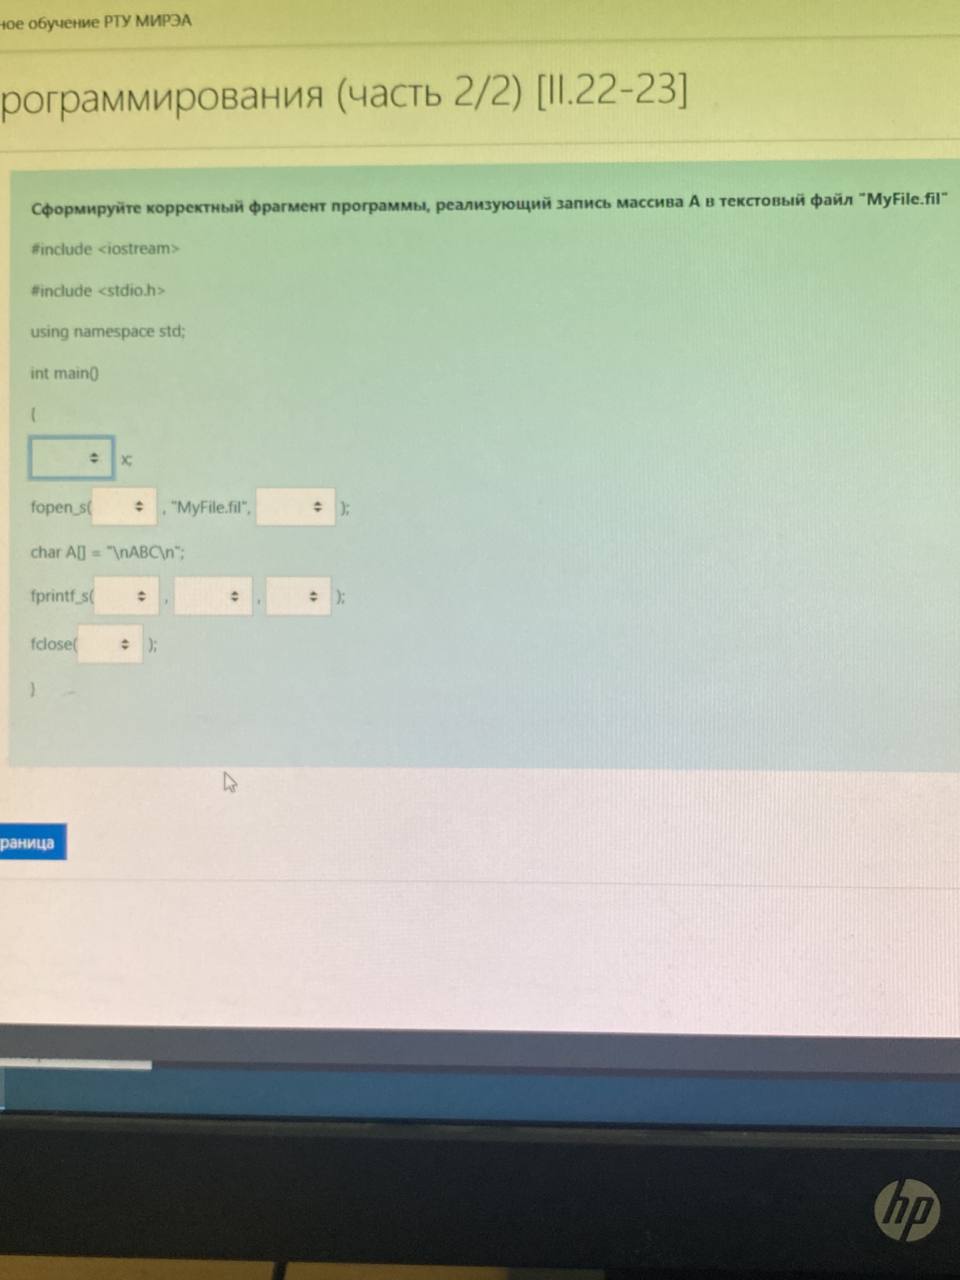 ное обучение РТУ МИРЭА
рограммирования (часть 2/2) [II.22-23]
Сформируйте корректный фрагмент программы, реализующий запись массива A в текстовый файл "MyFile.fil"
#include <iostream>
#include <stdio.h>
using namespace std;
int main()
{
x;
fopen_s( , "MyFile.fil", );
char A[] = "\nABC\n";
fprintf_s( , , );
fclose( );
}
раница
hp